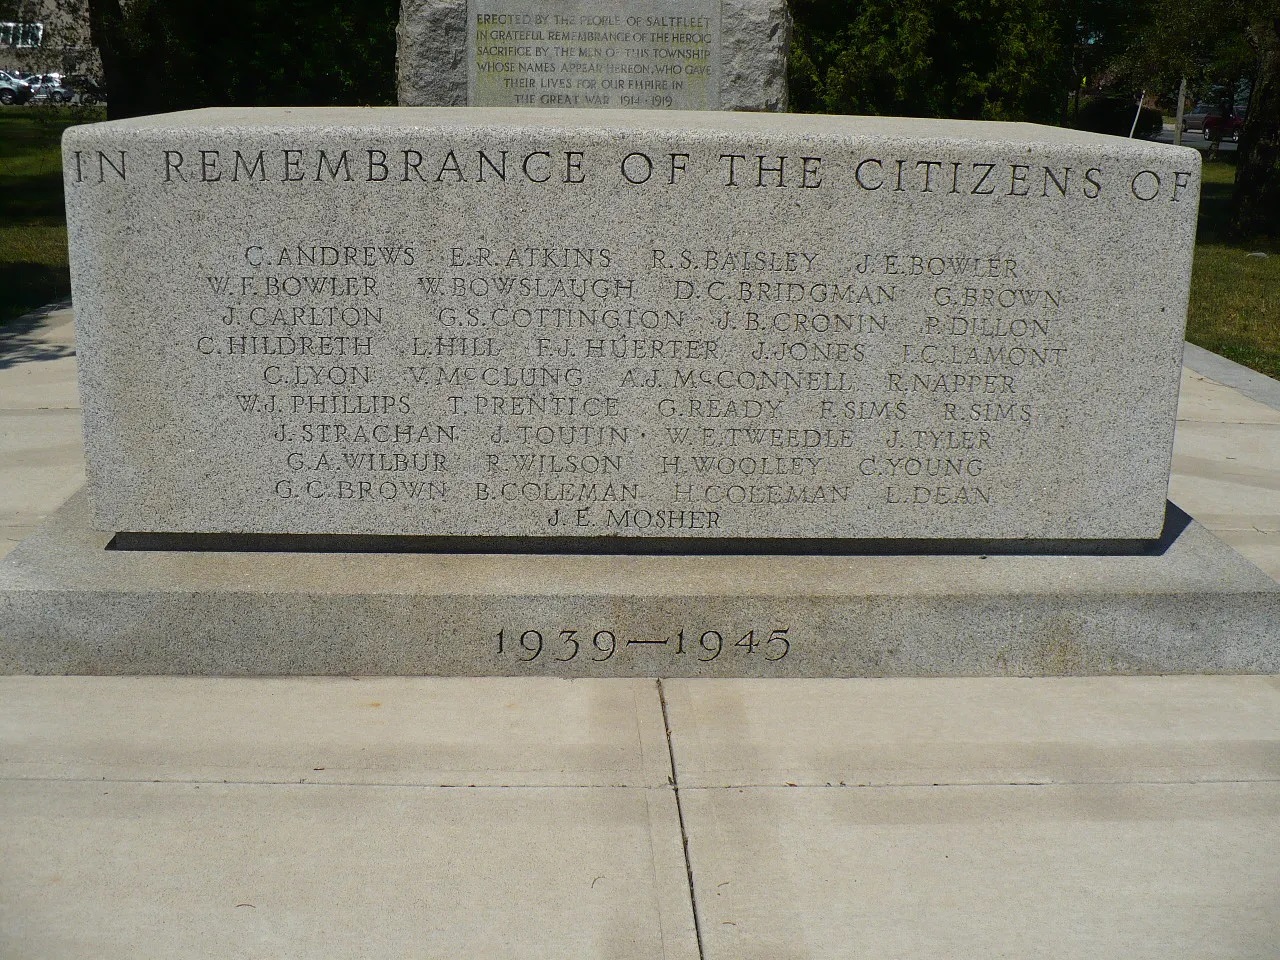 ERECTED BY THE PEOPLE OF SALTFLEET
IN GRATEFUL REMEMBRANCE OF THE HEROIC
SACRIFICE BY THE MEN OF THIS TOWNSHIP
WHOSE NAMES APPEAR HEREON, WHO GAVE
THEIR LIVES FOR OUR EMPIRE IN
THE GREAT WAR 1914-1919
IN REMEMBRANCE OF THE CITIZENS OF
C. ANDREWS E.R. ATKINS R.S. BAISLEY J.E. BOWLER
W.F. BOWLER W. BOWSLAUGH D.C. BRIDGMAN G. BROWN
J. CARLTON G.S. COTTINGTON J.B. CRONIN P. DILLON
C. HILDRETH L. HILL F.J. HUERTER J. JONES I.C. LAMONT
C. LYON V. McCLUNG A.J. McCONNELL R. NAPPER
W.J. PHILLIPS T. PRENTICE G. READY F. SIMS R. SIMS
J. STRACHAN J. TOUTIN W.E. TWEEDLE J. TYLER
G.A. WILBUR R. WILSON H. WOOLLEY C. YOUNG
G.C. BROWN B. COLEMAN H. COLEMAN L. DEAN
J.E. MOSHER
1939—1945